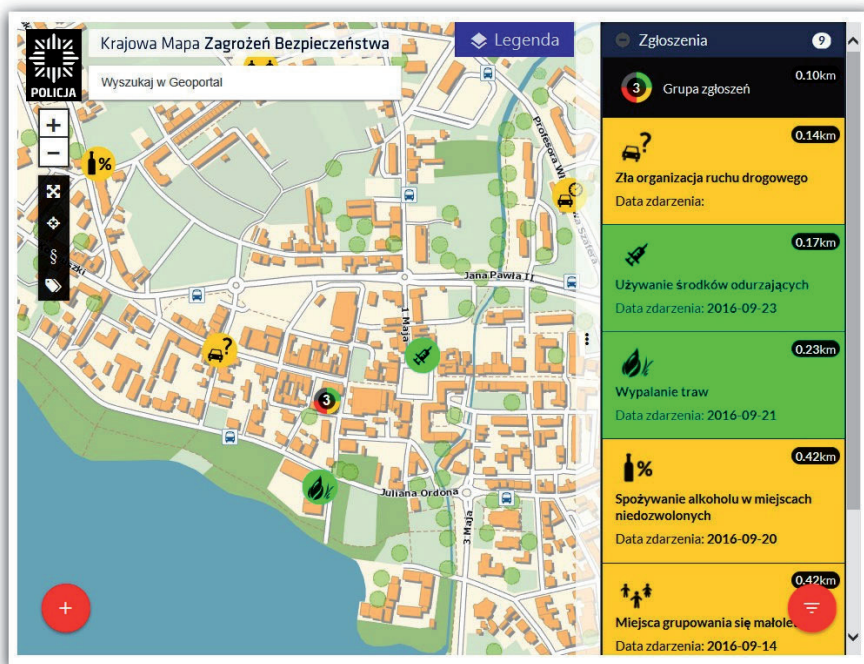 POLICJA
Krajowa Mapa Zagrożeń Bezpieczeństwa
Wyszukaj w Geoportal
Legenda
+
−
§
%
?
3
Jana Pawła II
1 Maja
Juliana Ordona
3 Maja
+
Zgłoszenia 9
0.10km
3 Grupa zgłoszeń
0.14km
?
Zła organizacja ruchu drogowego
Data zdarzenia:
0.17km
Używanie środków odurzających
Data zdarzenia: 2016-09-23
0.23km
Wypalanie traw
Data zdarzenia: 2016-09-21
0.42km
%
Spożywanie alkoholu w miejscach
niedozwolonych
Data zdarzenia: 2016-09-20
0.42km
Miejsca grupowania się małole
Data zdarzenia: 2016-09-14